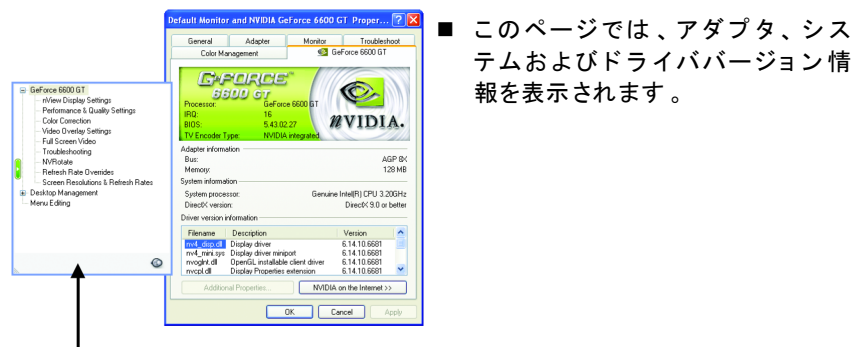 Default Monitor and NVIDIA GeForce 6600 GT Proper...
General Adapter Monitor Troubleshoot
Color Management GeForce 6600 GT
GeForce 6600 GT
nView Display Settings
Performance & Quality Settings
Color Correction
Video Overlay Settings
Full Screen Video
Troubleshooting
NVRotate
Refresh Rate Overrides
Screen Resolutions & Refresh Rates
Desktop Management
Menu Editing
G-FORCE
6600 GT
NVIDIA.
Processor: GeForce 6600 GT
IRQ: 16
BIOS: 5.43.02.27
TV Encoder Type: NVIDIA integrated
Adapter information
Bus: AGP 8X
Memory: 128 MB
System information
System processor: Genuine Intel(R) CPU 3.20GHz
DirectX version: DirectX 9.0 or better
Driver version information
Filename Description Version
nv4_disp.dll Display driver 6.14.10.6681
nv4_mini.sys Display driver miniport 6.14.10.6681
nvoglnt.dll OpenGL installable client driver 6.14.10.6681
nvcpl.dll Display Properties extension 6.14.10.6681
Additional Properties... NVIDIA on the Internet >>
OK Cancel Apply
■ このページでは、アダプタ、シス
テムおよびドライババージョン情
報を表示されます。